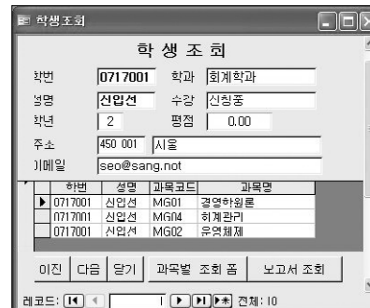 학생조회
학생조회
학번 0717001 학과 회계학과
성명 신입선 수강 신청중
학년 2 평점 0.00
주소 450 001 서울
이메일 seo@sang.not
학번 성명 과목코드 과목명
0717001 신입선 MG01 경영학원론
0717001 신입선 MG04 회계관리
0717001 신입선 MG02 운영체제
이전 다음 닫기 과목별 조회 폼 보고서 조회
레코드: 1 전체: 10